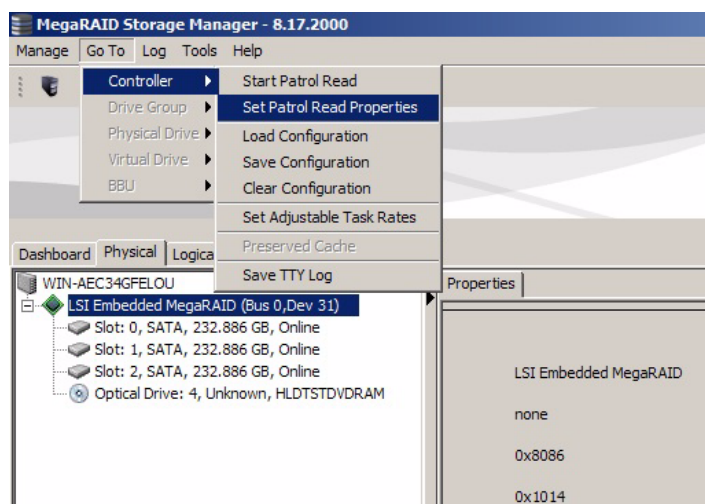 MegaRAID Storage Manager - 8.17.2000
Manage Go To Log Tools Help
Controller
Drive Group
Physical Drive
Virtual Drive
BBU
Start Patrol Read
Set Patrol Read Properties
Load Configuration
Save Configuration
Clear Configuration
Set Adjustable Task Rates
Preserved Cache
Save TTY Log
Dashboard Physical Logica
WIN-AEC34GFELOU
LSI Embedded MegaRAID (Bus 0,Dev 31)
Slot: 0, SATA, 232.886 GB, Online
Slot: 1, SATA, 232.886 GB, Online
Slot: 2, SATA, 232.886 GB, Online
Optical Drive: 4, Unknown, HLDTSTDVDRAM
Properties
LSI Embedded MegaRAID
none
0x8086
0x1014